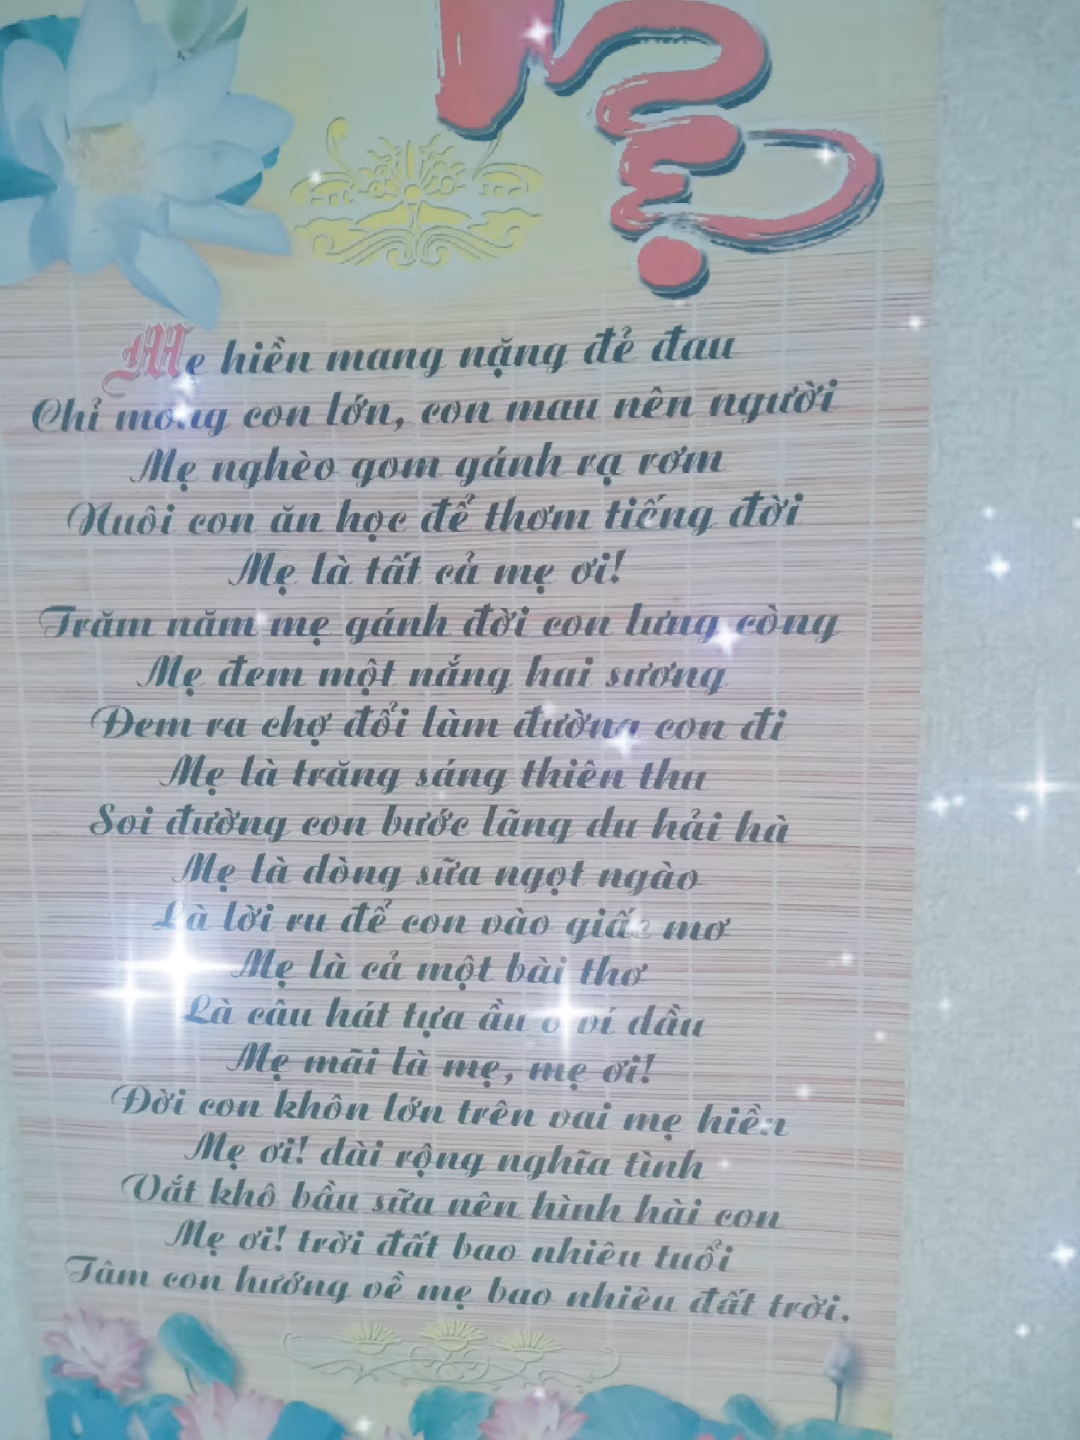 Mẹ
Mẹ hiền mang nặng đẻ đau
Chỉ mong con lớn, con mau nên người
Mẹ nghèo gom gánh rạ rơm
Nuôi con ăn học để thơm tiếng đời
Mẹ là tất cả mẹ ơi!
Trăm năm mẹ gánh đời con lưng còng
Mẹ đem một nắng hai sương
Đem ra chợ đổi làm đường con đi
Mẹ là trăng sáng thiên thu
Soi đường con bước lãng du hải hà
Mẹ là dòng sữa ngọt ngào
Là lời ru để con vào giấc mơ
Mẹ là cả một bài thơ
Là câu hát tựa ầu ơ ví dầu
Mẹ mãi là mẹ, mẹ ơi!
Đời con khôn lớn trên vai mẹ hiền
Mẹ ơi! dài rộng nghĩa tình
Vắt khô bầu sữa nên hình hài con
Mẹ ơi! trời đất bao nhiêu tuổi
Tâm con hướng về mẹ bao nhiêu đất trời.